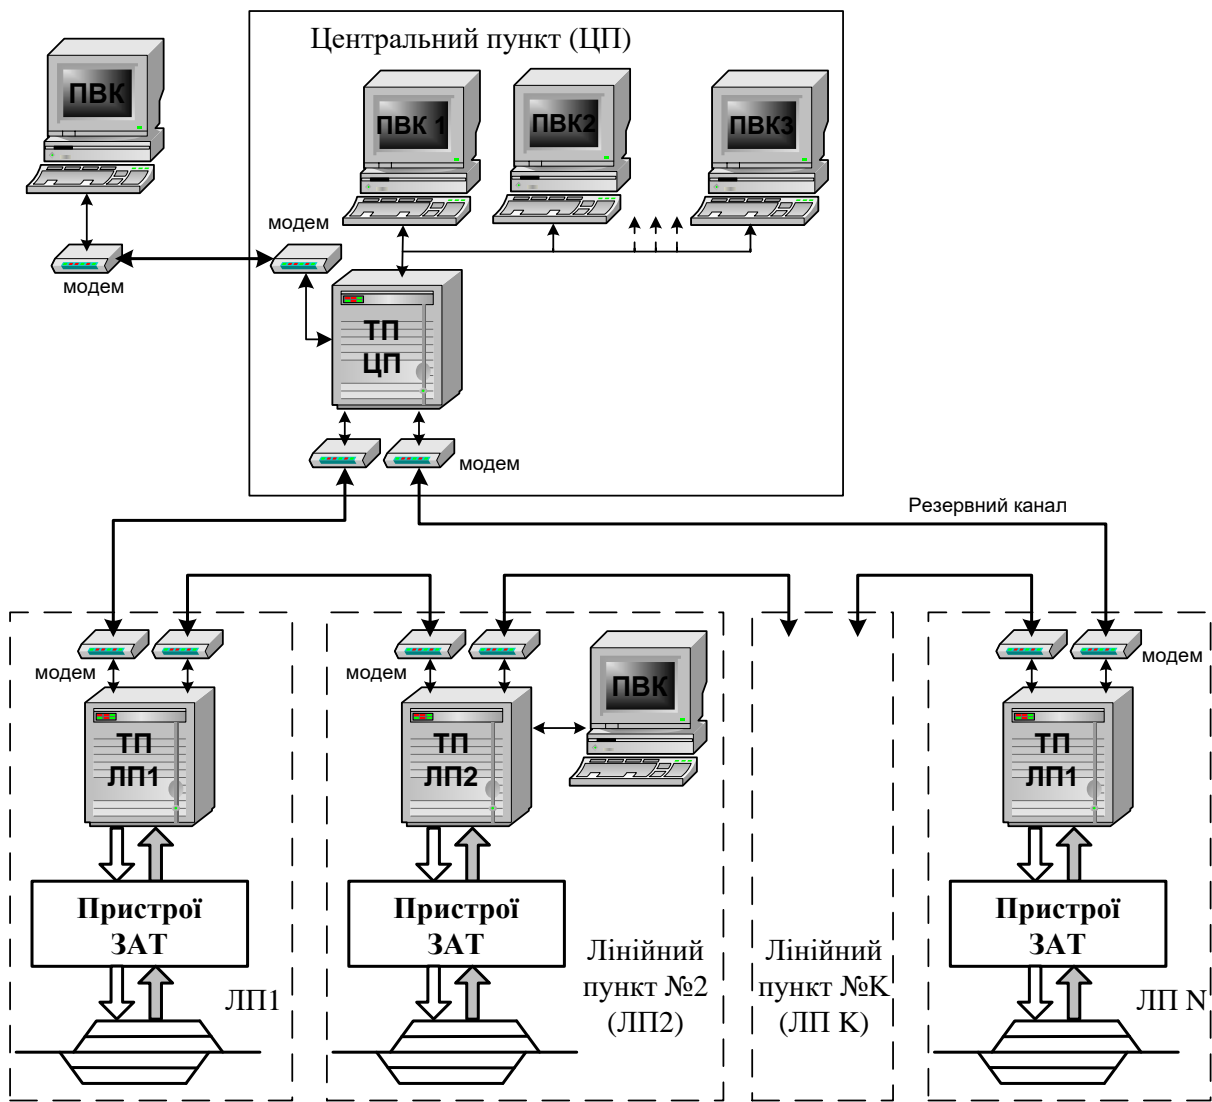 Центральний пункт (ЦП)
ПВК
ПВК 1
ПВК2
ПВК3
модем
модем
ТП
ЦП
модем
Резервний канал
модем
модем
модем
ПВК
ТП
ЛП1
ТП
ЛП2
ТП
ЛП1
Пристрої
ЗАТ
Пристрої
ЗАТ
Пристрої
ЗАТ
ЛП1
Лінійний
пункт №2
(ЛП2)
Лінійний
пункт №K
(ЛП K)
ЛП N